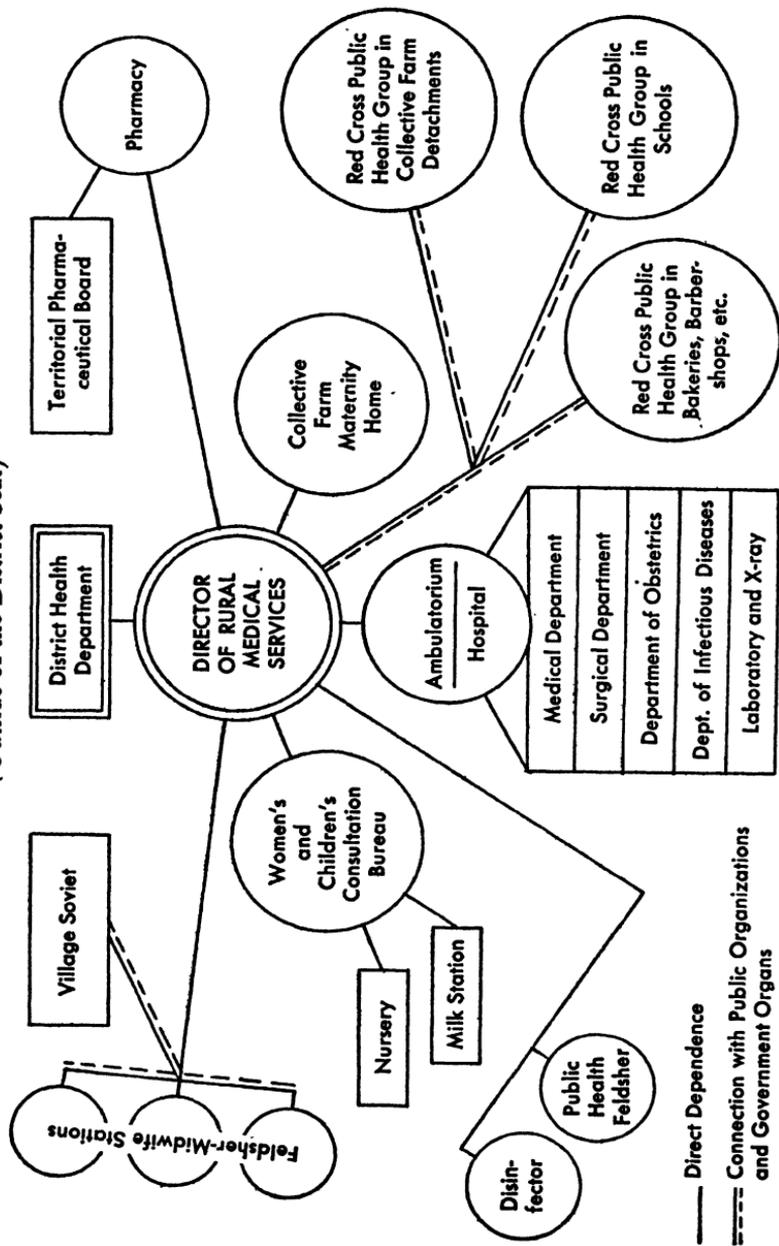 of the District Seat)
Village Soviet
District Health
Department
Territorial Pharma-
ceutical Board
Pharmacy
Feldsher-Midwife Stations
DIRECTOR
OF RURAL
MEDICAL
SERVICES
Women's
and
Children's
Consultation
Bureau
Collective
Farm
Maternity
Home
Red Cross Public
Health Group in
Collective Farm
Detachments
Nursery
Milk Station
Ambulatorium
Hospital
Red Cross Public
Health Group in
Schools
Red Cross Public
Health Group in
Bakeries, Barber-
shops, etc.
Disin-
fector
Public
Health
Feldsher
Medical Department
Surgical Department
Department of Obstetrics
Dept. of Infectious Diseases
Laboratory and X-ray
Direct Dependence
Connection with Public Organizations
and Government Organs